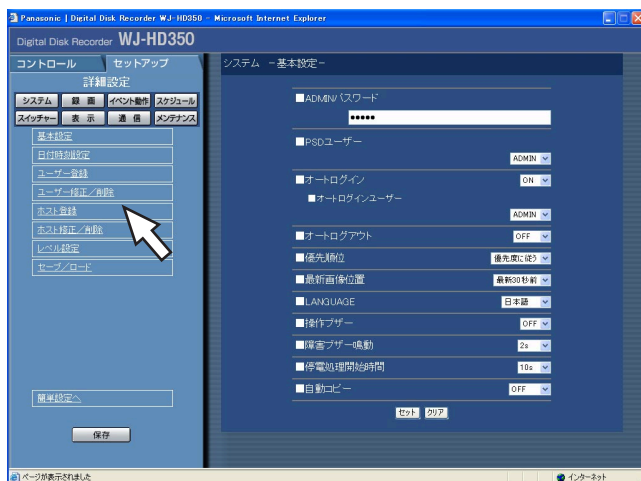 Panasonic | Digital Disk Recorder WJ-HD350 - Microsoft Internet Explorer
Digital Disk Recorder WJ-HD350
コントロール セットアップ
詳細設定
システム 録 画 イベント動作 スケジュール
スイッチャー 表 示 通 信 メンテナンス
基本設定
日付時刻設定
ユーザー登録
ユーザー修正／削除
ホスト登録
ホスト修正／削除
レベル設定
セーブ／ロード
簡単設定へ
保存
システム －基本設定－
■ADMINパスワード
●●●●●
■PSDユーザー
ADMIN
■オートログイン ON
■オートログインユーザー
ADMIN
■オートログアウト OFF
■優先順位 優先度に従う
■最新画像位置 最新30秒前
■LANGUAGE 日本語
■操作ブザー OFF
■障害ブザー鳴動 2s
■停電処理開始時間 10s
■自動コピー OFF
セット クリア
ページが表示されました インターネット